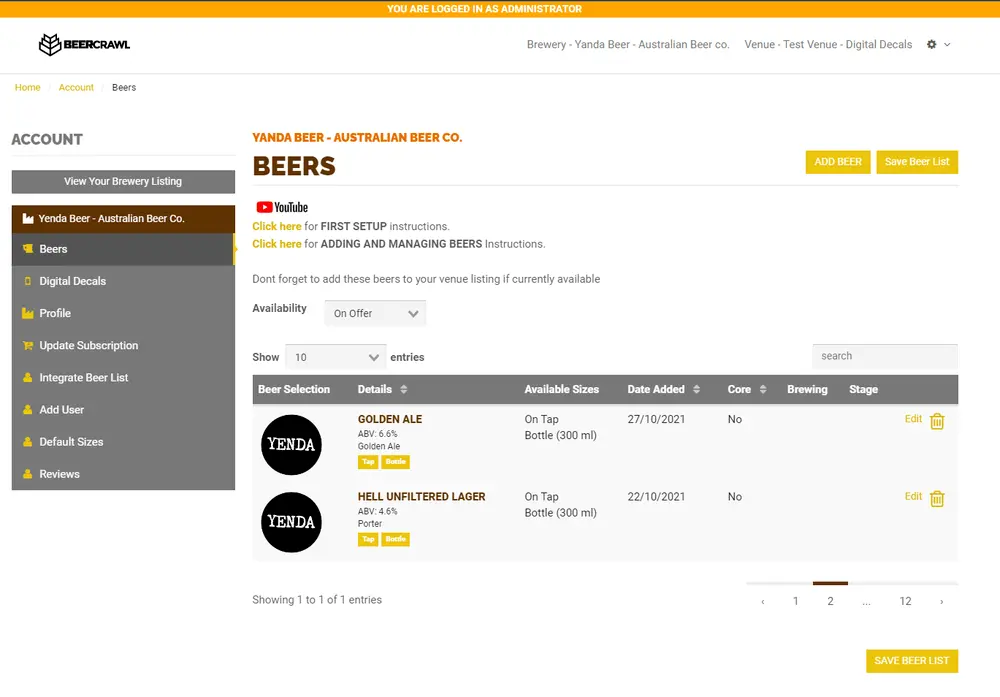 YOU ARE LOGGED IN AS ADMINISTRATOR
BEERCRAWL
Brewery - Yanda Beer - Australian Beer co. Venue - Test Venue - Digital Decals
Home / Account / Beers
ACCOUNT
View Your Brewery Listing
Yenda Beer - Australian Beer Co.
Beers
Digital Decals
Profile
Update Subscription
Integrate Beer List
Add User
Default Sizes
Reviews
YANDA BEER - AUSTRALIAN BEER CO.
BEERS
ADD BEER Save Beer List
YouTube
Click here for FIRST SETUP instructions.
Click here for ADDING AND MANAGING BEERS Instructions.
Dont forget to add these beers to your venue listing if currently available
Availability On Offer
Show 10 entries search
Beer Selection Details Available Sizes Date Added Core Brewing Stage
YENDA
GOLDEN ALE
ABV: 6.6%
Golden Ale
Tap Bottle
On Tap
Bottle (300 ml)
27/10/2021 No Edit
YENDA
HELL UNFILTERED LAGER
ABV: 4.6%
Porter
Tap Bottle
On Tap
Bottle (300 ml)
22/10/2021 No Edit
Showing 1 to 1 of 1 entries
‹ 1 2 ... 12 ›
SAVE BEER LIST